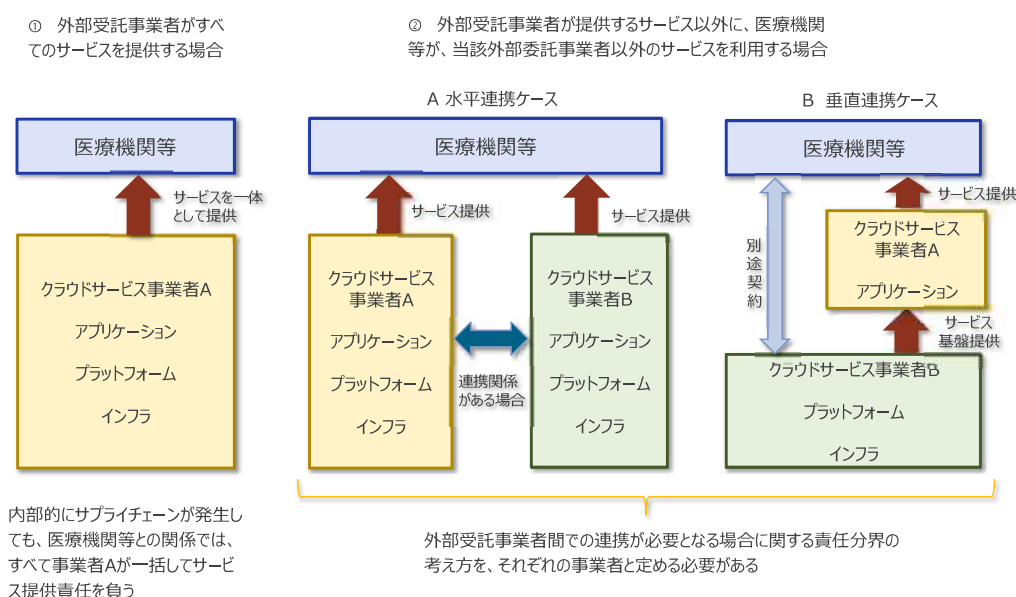 ① 外部受託事業者がすべ
てのサービスを提供する場合
② 外部受託事業者が提供するサービス以外に、医療機関
等が、当該外部委託事業者以外のサービスを利用する場合
A 水平連携ケース
B 垂直連携ケース
医療機関等
サービスを一体
として提供
クラウドサービス事業者A
アプリケーション
プラットフォーム
インフラ
医療機関等
サービス提供
サービス提供
クラウドサービス
事業者A
アプリケーション
プラットフォーム
インフラ
連携関係
がある場合
クラウドサービス
事業者B
アプリケーション
プラットフォーム
インフラ
医療機関等
別途契約
サービス提供
クラウドサービス
事業者A
アプリケーション
サービス
基盤提供
クラウドサービス事業者B
プラットフォーム
インフラ
内部的にサプライチェーンが発生し
ても、医療機関等との関係では、
すべて事業者Aが一括してサービ
ス提供責任を負う
外部受託事業者間での連携が必要となる場合に関する責任分界の
考え方を、それぞれの事業者と定める必要がある